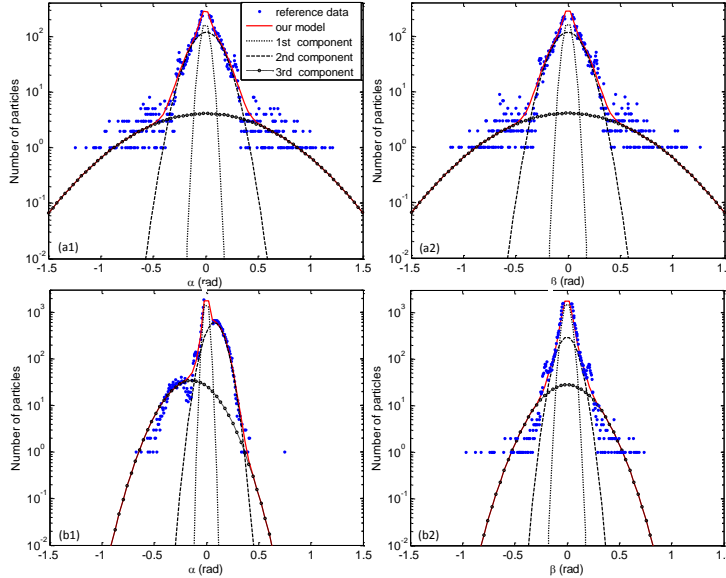 reference data
our model
1st component
2nd component
3rd component
Number of particles
10^2
10^1
10^0
10^-1
10^-2
(a1)
-1.5 -1 -0.5 0 0.5 1 1.5
α (rad)
Number of particles
10^2
10^1
10^0
10^-1
10^-2
(a2)
-1.5 -1 -0.5 0 0.5 1 1.5
β (rad)
Number of particles
10^3
10^2
10^1
10^0
10^-1
10^-2
(b1)
-1.5 -1 -0.5 0 0.5 1 1.5
α (rad)
Number of particles
10^3
10^2
10^1
10^0
10^-1
10^-2
(b2)
-1.5 -1 -0.5 0 0.5 1 1.5
β (rad)